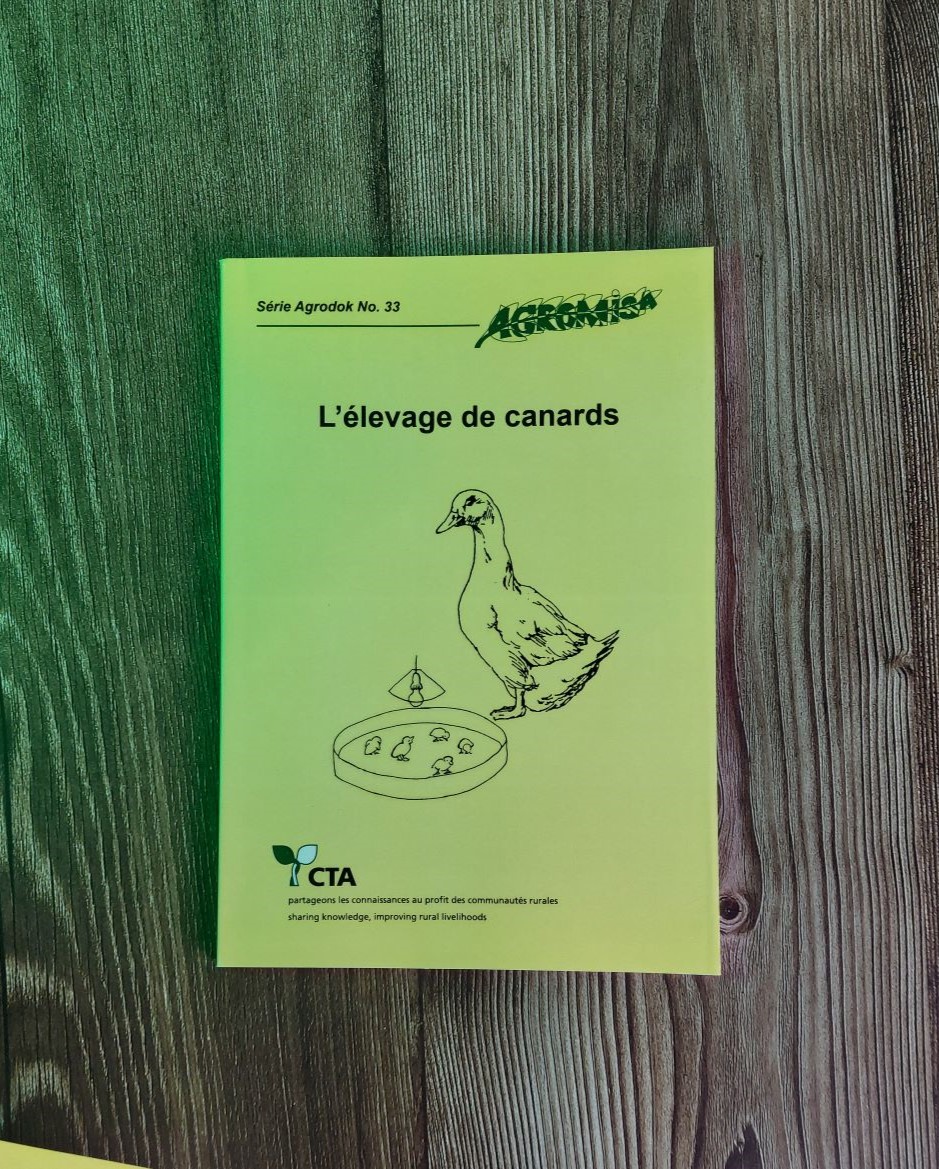 Série Agrodok No. 33
AGROMISA
L'élevage de canards
CTA
partageons les connaissances au profit des communautés rurales
sharing knowledge, improving rural livelihoods